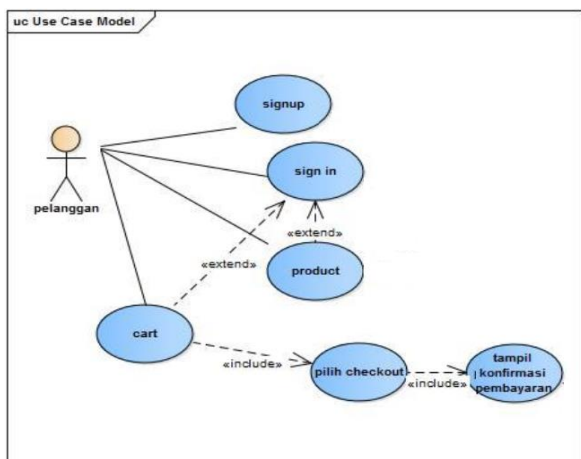 uc Use Case Model
signup
sign in
pelanggan
«extend»
«extend»
product
cart
«include»
pilih checkout
«include»
tampil
konfirmasi
pembayaran